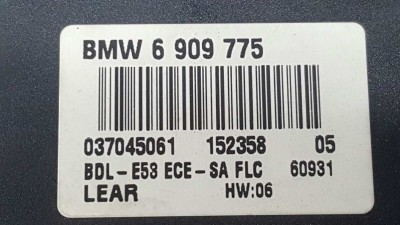 BMW 6 909 775
037045061 152358 05
BDL-E53 ECE-SA FLC 60931
LEAR HW:06